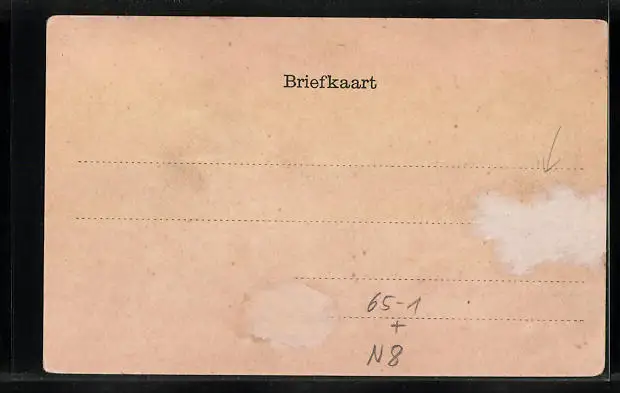 Briefkaart
65-1
+
N8